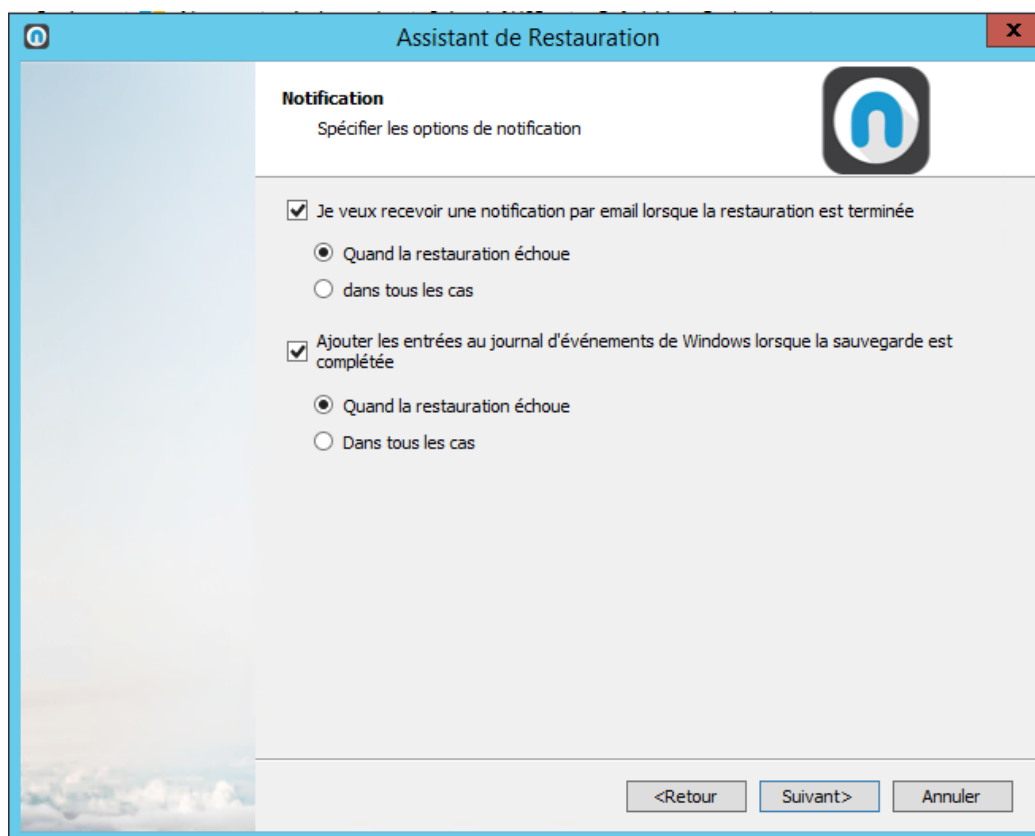 Assistant de Restauration
x
Notification
Spécifier les options de notification
Je veux recevoir une notification par email lorsque la restauration est terminée
Quand la restauration échoue
dans tous les cas
Ajouter les entrées au journal d'événements de Windows lorsque la sauvegarde est
complétée
Quand la restauration échoue
Dans tous les cas
<Retour
Suivant>
Annuler